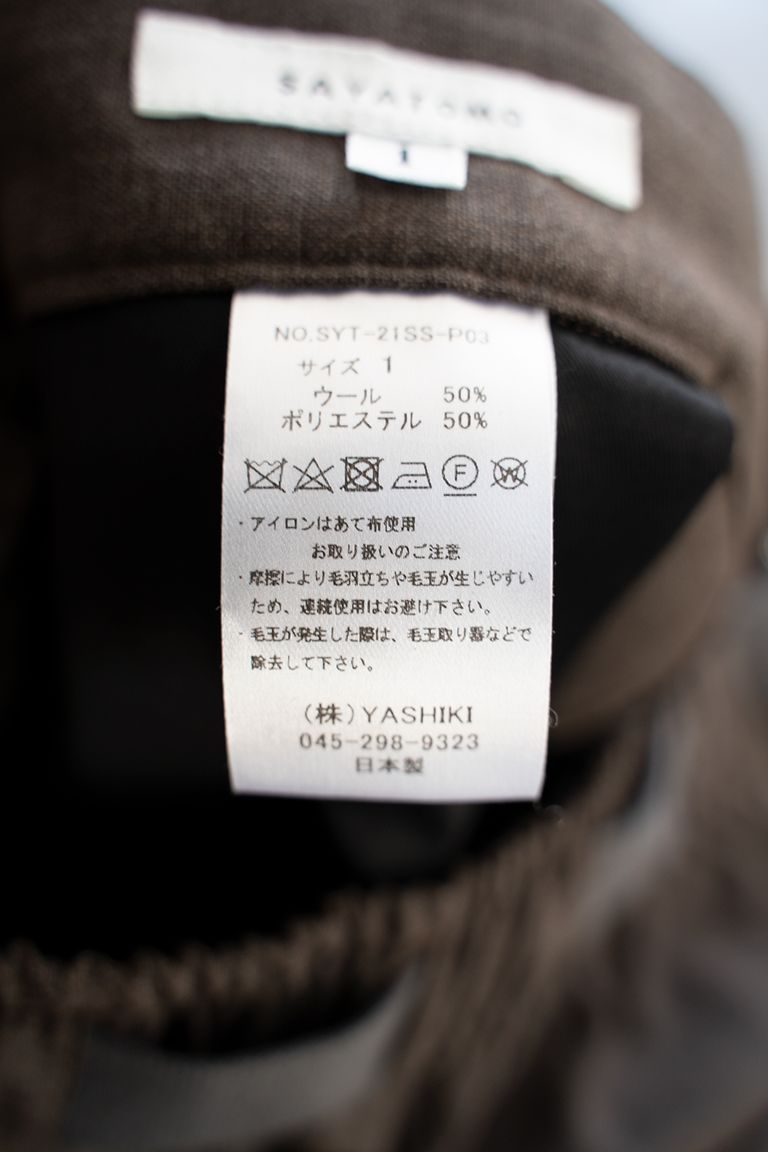 SAYATOMO
1
NO.SYT-21SS-P03
サイズ 1
ウール 50%
ポリエステル 50%
F
W
・アイロンはあて布使用
お取り扱いのご注意
・摩擦により毛羽立ちや毛玉が生じやすい
ため、連続使用はお避け下さい。
・毛玉が発生した際は、毛玉取り器などで
除去して下さい。
(株)YASHIKI
045-298-9323
日本製